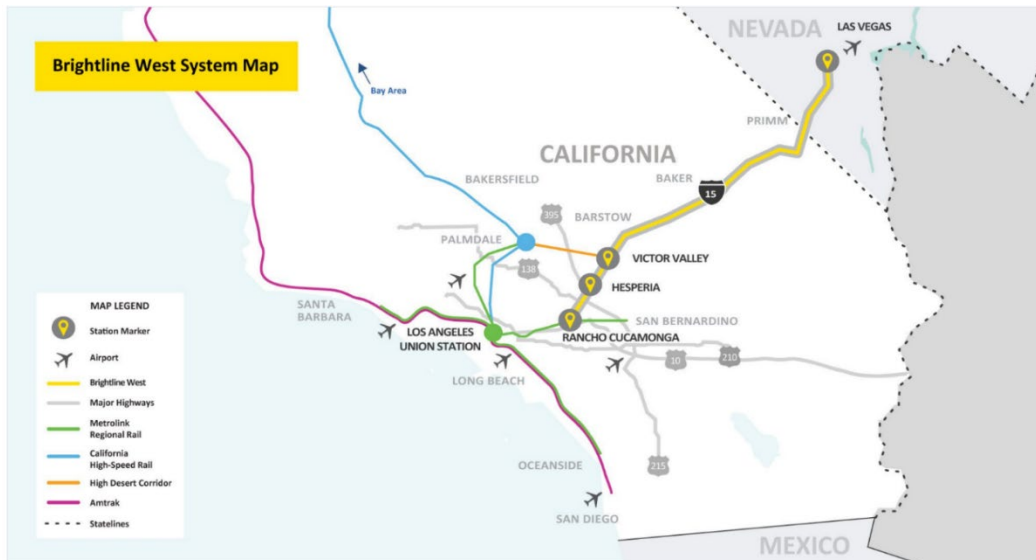 Brightline West System Map
Bay Area
NEVADA
LAS VEGAS
PRIMM
CALIFORNIA
BAKER
15
BAKERSFIELD
395
BARSTOW
PALMDALE
138
VICTOR VALLEY
HESPERIA
SANTA
BARBARA
LOS ANGELES
UNION STATION
SAN BERNARDINO
RANCHO CUCAMONGA
10
210
LONG BEACH
215
OCEANSIDE
SAN DIEGO
MEXICO
MAP LEGEND
Station Marker
Airport
Brightline West
Major Highways
Metrolink
Regional Rail
California
High-Speed Rail
High Desert Corridor
Amtrak
Statelines